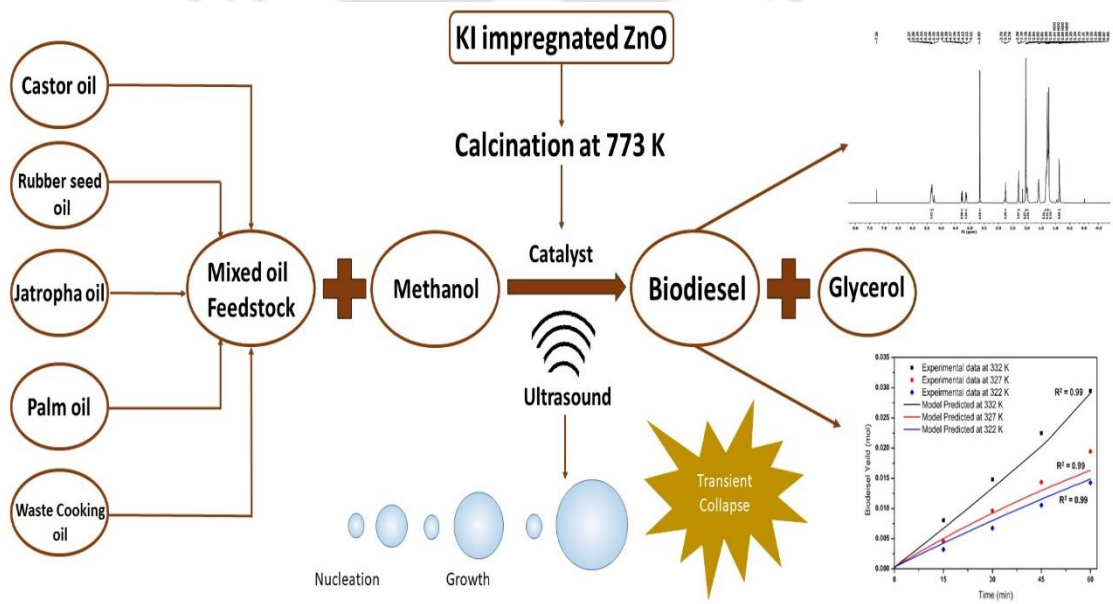 KI impregnated ZnO
Calcination at 773 K
Castor oil
Rubber seed
oil
Jatropha oil
Palm oil
Waste Cooking
oil
Mixed oil
Feedstock
Methanol
Catalyst
Ultrasound
Biodiesel
Glycerol
Nucleation
Growth
Transient
Collapse
Biodeisel Yeild (mol)
0.035
0.030
0.025
0.020
0.015
0.010
0.005
0.000
Experimental data at 332 K
Experimental data at 327 K
Expeirmental data at 322 K
Model Predicted at 332 K
Model Predicted at 327 K
Model Predicted at 322 K
R² = 0.99
R² = 0.99
R² = 0.99
0 15 30 45 60
Time (min)